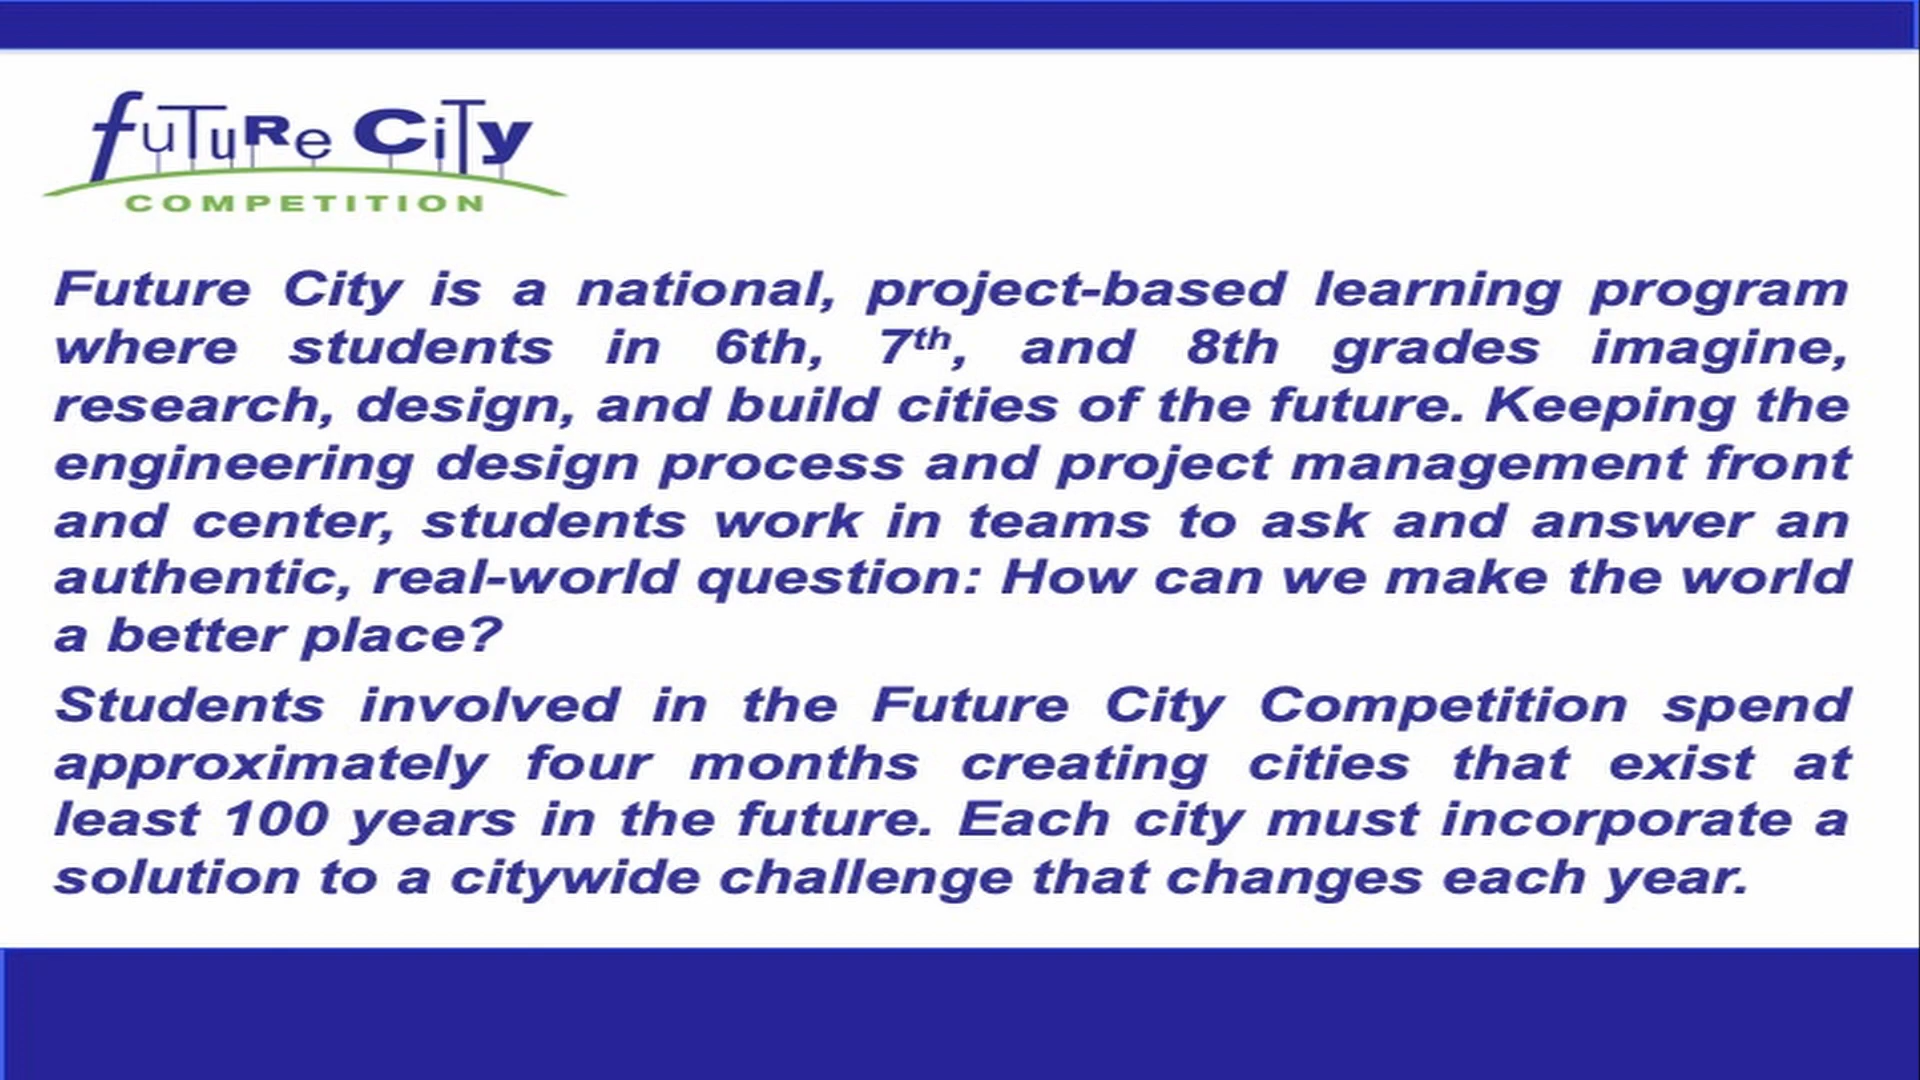 fuTuRe CiTy
COMPETITION
Future City is a national, project-based learning program
where students in 6th, 7th, and 8th grades imagine,
research, design, and build cities of the future. Keeping the
engineering design process and project management front
and center, students work in teams to ask and answer an
authentic, real-world question: How can we make the world
a better place?
Students involved in the Future City Competition spend
approximately four months creating cities that exist at
least 100 years in the future. Each city must incorporate a
solution to a citywide challenge that changes each year.